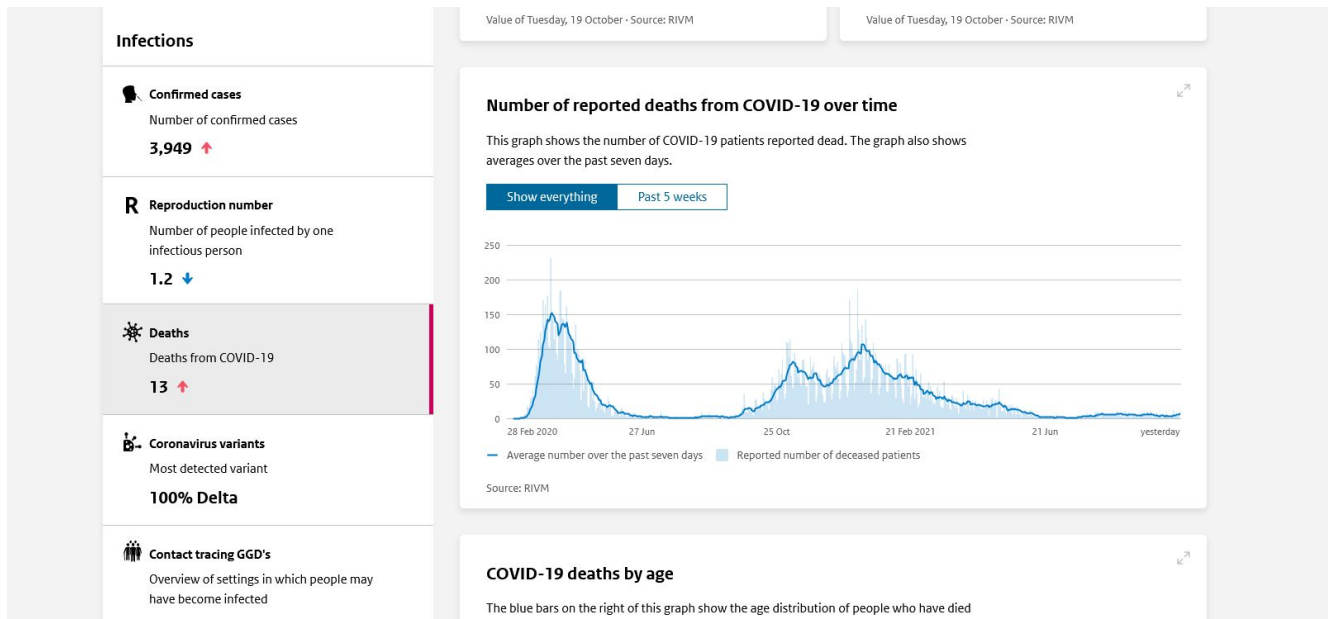 Infections
Confirmed cases
Number of confirmed cases
3,949
R Reproduction number
Number of people infected by one
infectious person
1.2
Deaths
Deaths from COVID-19
13
Coronavirus variants
Most detected variant
100% Delta
Contact tracing GGD's
Overview of settings in which people may
have become infected
Value of Tuesday, 19 October · Source: RIVM
Value of Tuesday, 19 October · Source: RIVM
Number of reported deaths from COVID-19 over time
This graph shows the number of COVID-19 patients reported dead. The graph also shows
averages over the past seven days.
Show everything Past 5 weeks
250
200
150
100
50
0
28 Feb 2020 27 Jun 25 Oct 21 Feb 2021 21 Jun yesterday
Average number over the past seven days Reported number of deceased patients
Source: RIVM
COVID-19 deaths by age
The blue bars on the right of this graph show the age distribution of people who have died